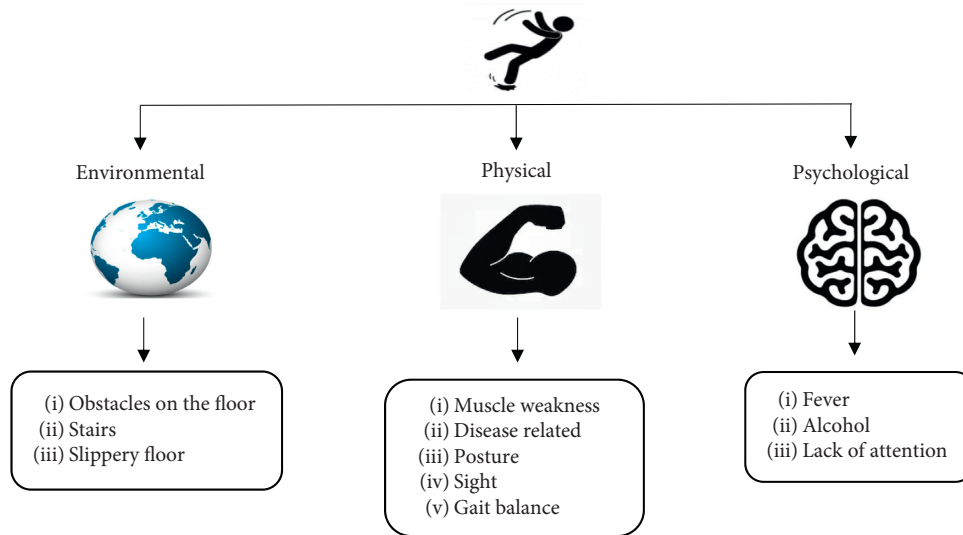 Environmental
Physical
Psychological
(i) Obstacles on the floor
(ii) Stairs
(iii) Slippery floor
(i) Muscle weakness
(ii) Disease related
(iii) Posture
(iv) Sight
(v) Gait balance
(i) Fever
(ii) Alcohol
(iii) Lack of attention